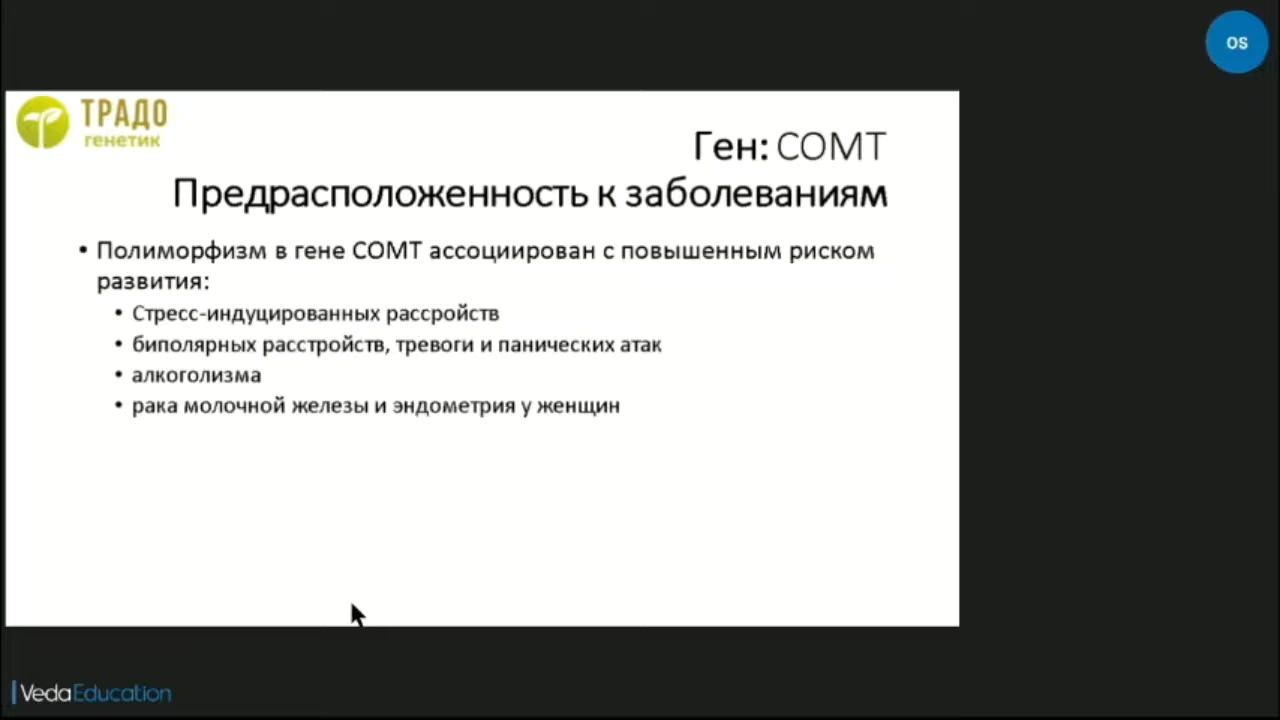 OS
ТРАДО
генетик
Ген: COMT
Предрасположенность к заболеваниям
• Полиморфизм в гене COMT ассоциирован с повышенным риском
развития:
• Стресс-индуцированных рассройств
• биполярных расстройств, тревоги и панических атак
• алкоголизма
• рака молочной железы и эндометрия у женщин
VedaEducation